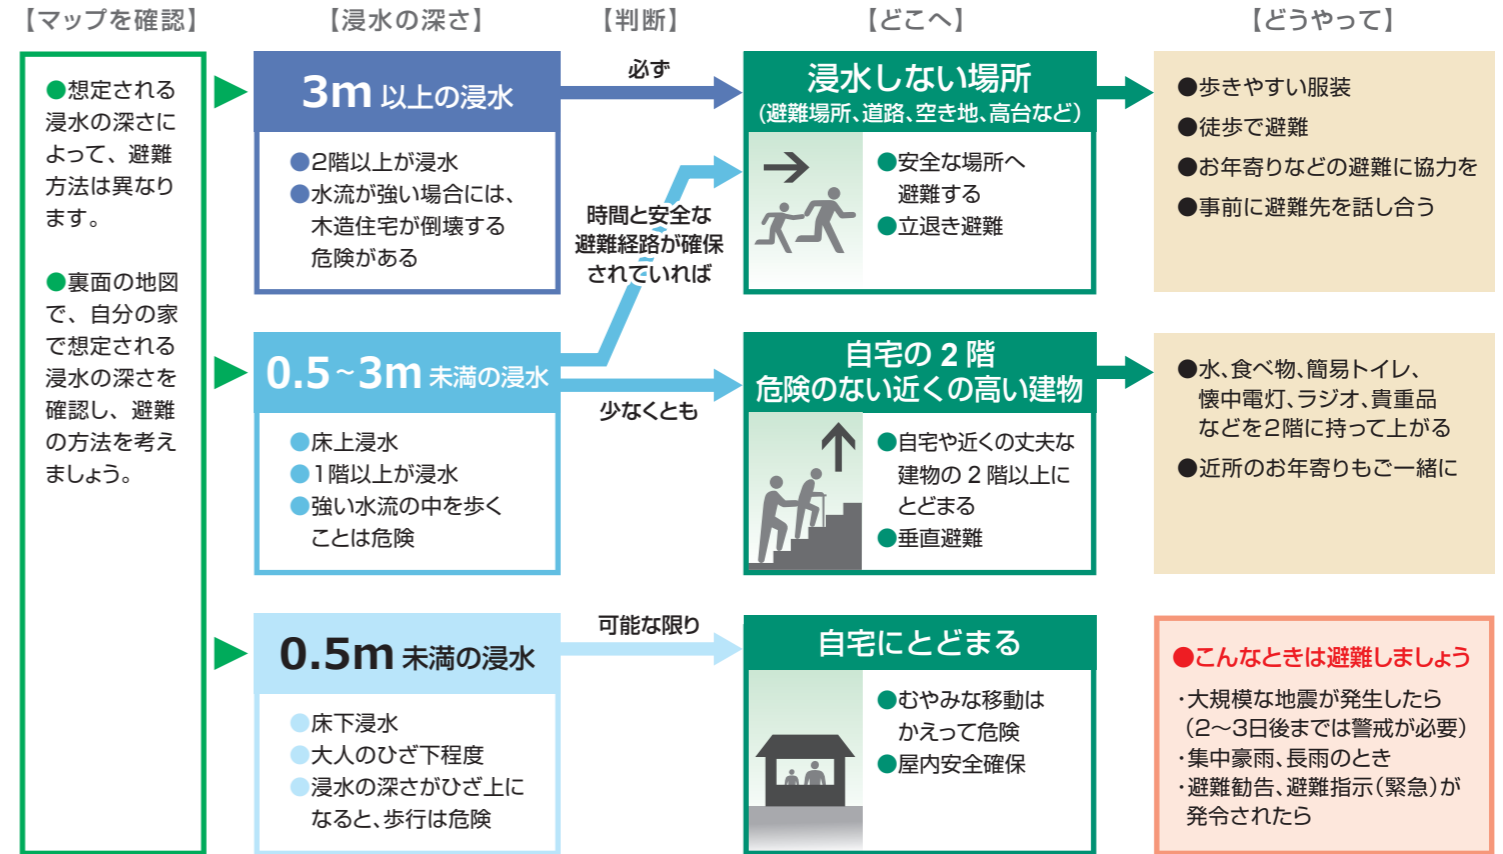 【マップを確認】
【浸水の深さ】
【判断】
【どこへ】
【どうやって】
●想定される
浸水の深さに
よって、避難
方法は異なり
ます。
●裏面の地図
で、自分の家
で想定される
浸水の深さを
確認し、避難
の方法を考え
ましょう。
3m 以上の浸水
●2階以上が浸水
●水流が強い場合には、
木造住宅が倒壊する
危険がある
必ず
浸水しない場所
(避難場所、道路、空き地、高台など)
●安全な場所へ
避難する
●立退き避難
●歩きやすい服装
●徒歩で避難
●お年寄りなどの避難に協力を
●事前に避難先を話し合う
時間と安全な
避難経路が確保
されていれば
0.5~3m 未満の浸水
●床上浸水
●1階以上が浸水
●強い水流の中を歩く
ことは危険
少なくとも
自宅の 2 階
危険のない近くの高い建物
●自宅や近くの丈夫な
建物の 2 階以上に
とどまる
●垂直避難
●水、食べ物、簡易トイレ、
懐中電灯、ラジオ、貴重品
などを2階に持って上がる
●近所のお年寄りもご一緒に
0.5m 未満の浸水
●床下浸水
●大人のひざ下程度
●浸水の深さがひざ上に
なると、歩行は危険
可能な限り
自宅にとどまる
●むやみな移動は
かえって危険
●屋内安全確保
●こんなときは避難しましょう
・大規模な地震が発生したら
(2〜3日後までは警戒が必要)
・集中豪雨、長雨のとき
・避難勧告、避難指示(緊急)が
発令されたら